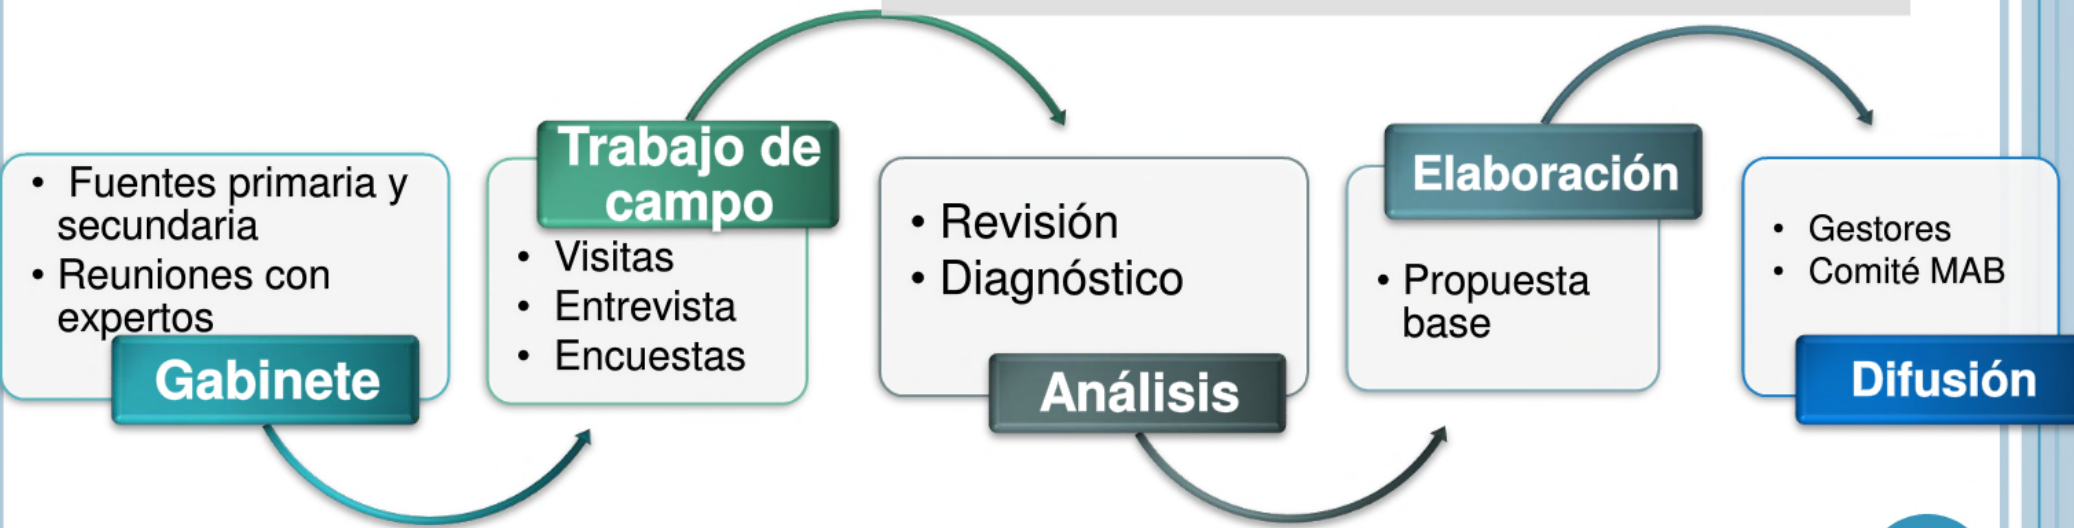 • Fuentes primaria y
secundaria
• Reuniones con
expertos
Gabinete
Trabajo de
campo
• Visitas
• Entrevista
• Encuestas
• Revisión
• Diagnóstico
Análisis
Elaboración
• Propuesta
base
• Gestores
• Comité MAB
Difusión